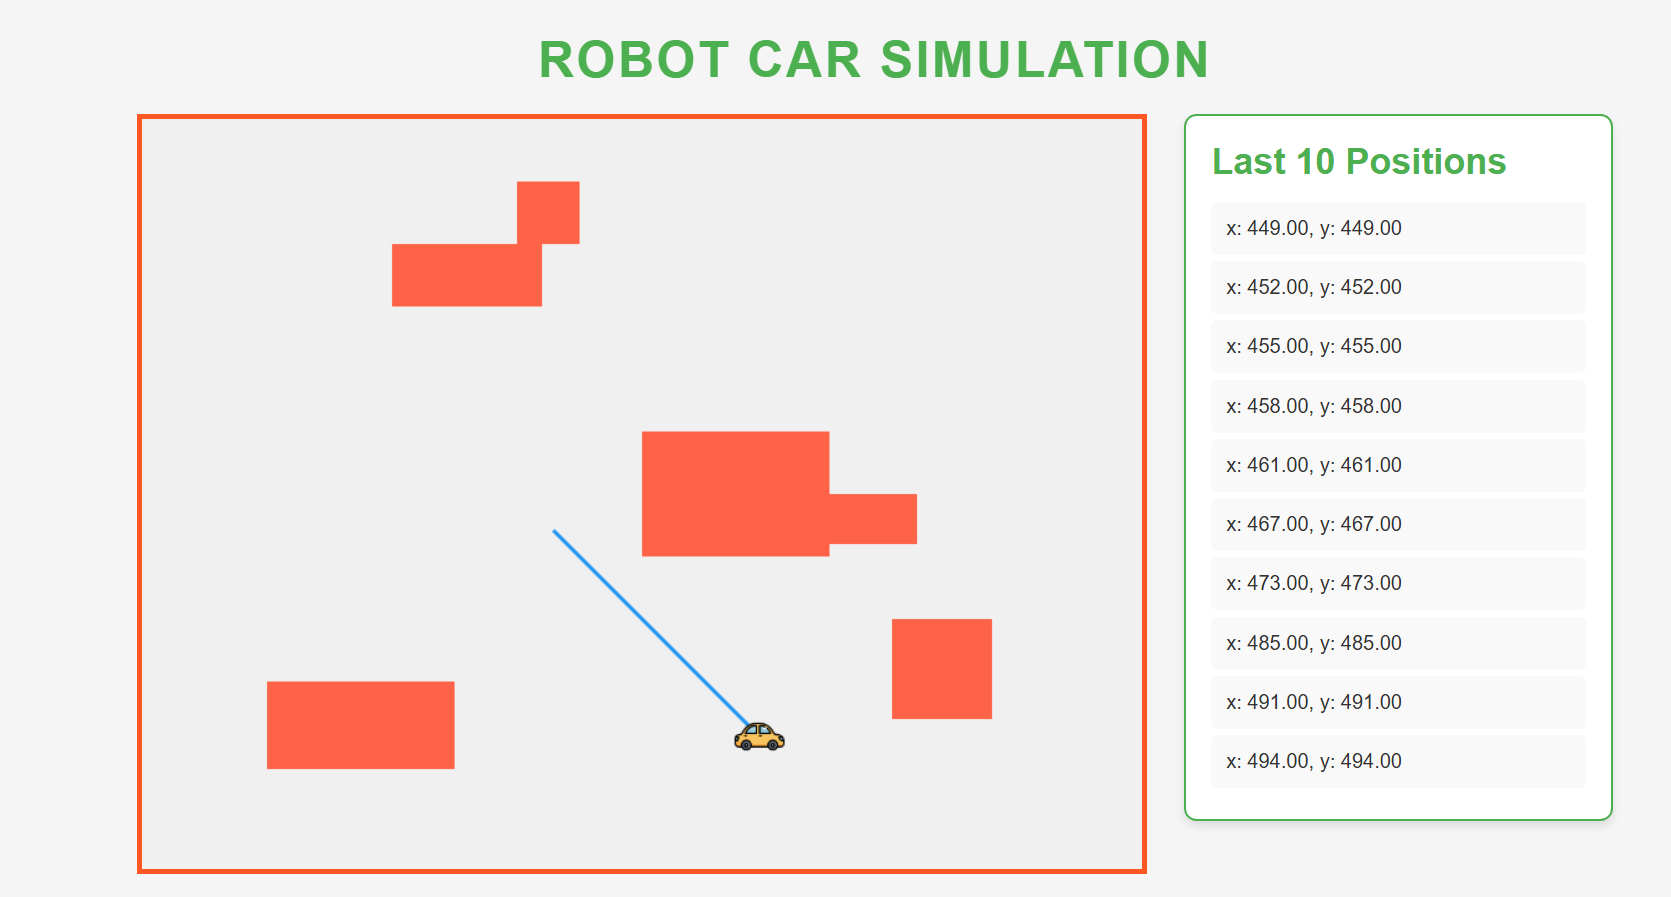 ROBOT CAR SIMULATION
Last 10 Positions
x: 449.00, y: 449.00
x: 452.00, y: 452.00
x: 455.00, y: 455.00
x: 458.00, y: 458.00
x: 461.00, y: 461.00
x: 467.00, y: 467.00
x: 473.00, y: 473.00
x: 485.00, y: 485.00
x: 491.00, y: 491.00
x: 494.00, y: 494.00